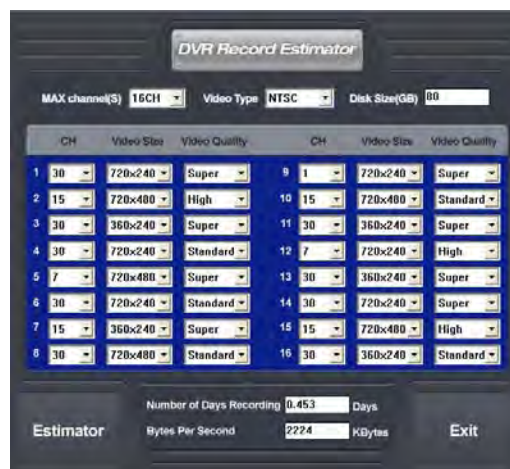 DVR Record Estimator
MAX channel(S) 16CH Video Type NTSC Disk Size(GB) 80
CH Video Size Video Quality CH Video Size Video Quality
1 30 720x240 Super 9 1 720x240 Super
2 15 720x480 High 10 15 720x480 Standard
3 30 360x240 Super 11 30 360x240 Super
4 30 720x240 Standard 12 7 720x240 High
5 7 720x480 Super 13 30 360x240 Super
6 30 720x240 Standard 14 30 720x240 Super
7 15 360x240 Super 15 15 720x480 High
8 30 720x480 Standard 16 30 360x240 Standard
Number of Days Recording 0.453 Days
Estimator Bytes Per Second 2224 KBytes Exit